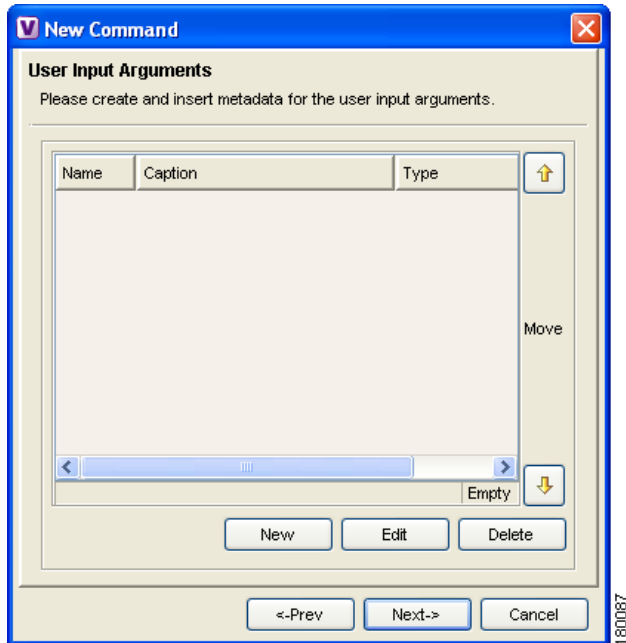 V New Command
User Input Arguments
Please create and insert metadata for the user input arguments.
Name Caption Type
Move
Empty
New Edit Delete
<-Prev Next-> Cancel
180087